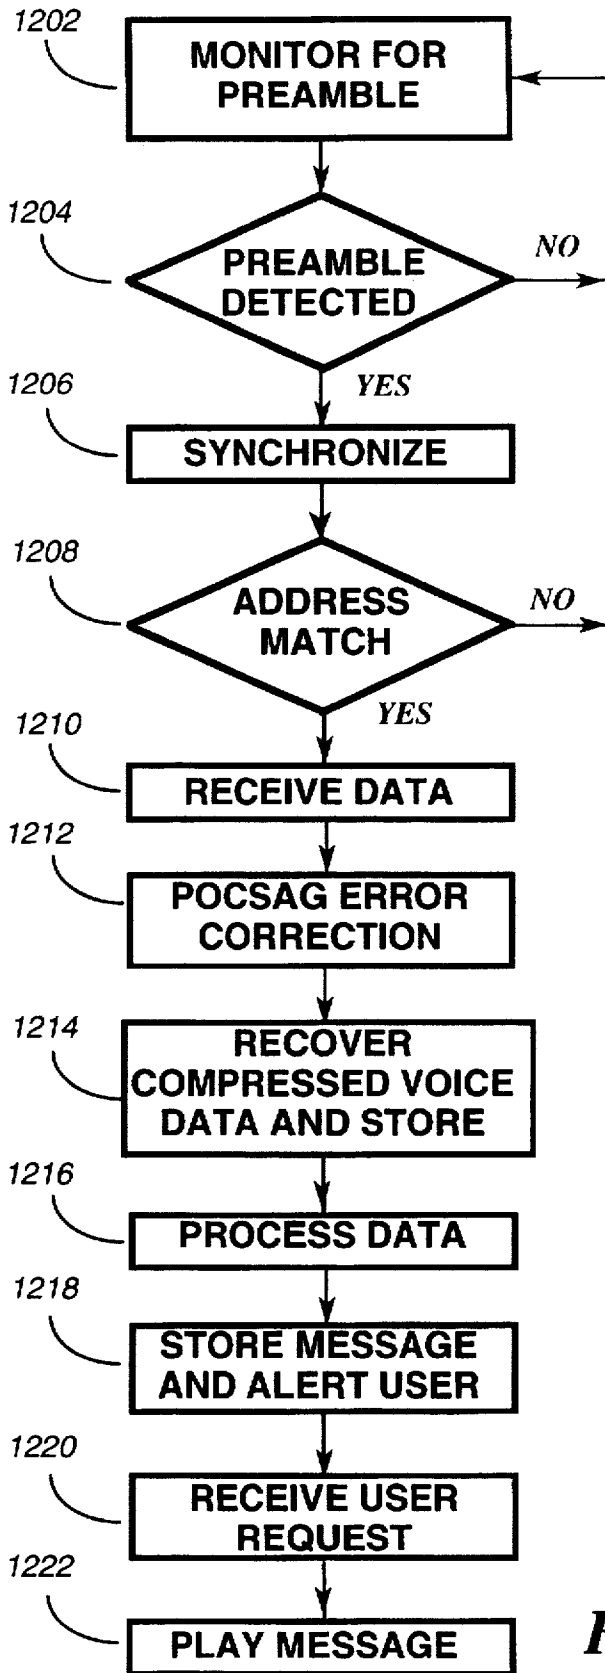 1202
MONITOR FOR
PREAMBLE
1204
PREAMBLE
DETECTED
NO
YES
1206
SYNCHRONIZE
1208
ADDRESS
MATCH
NO
YES
1210
RECEIVE DATA
1212
POCSAG ERROR
CORRECTION
1214
RECOVER
COMPRESSED VOICE
DATA AND STORE
1216
PROCESS DATA
1218
STORE MESSAGE
AND ALERT USER
1220
RECEIVE USER
REQUEST
1222
PLAY MESSAGE